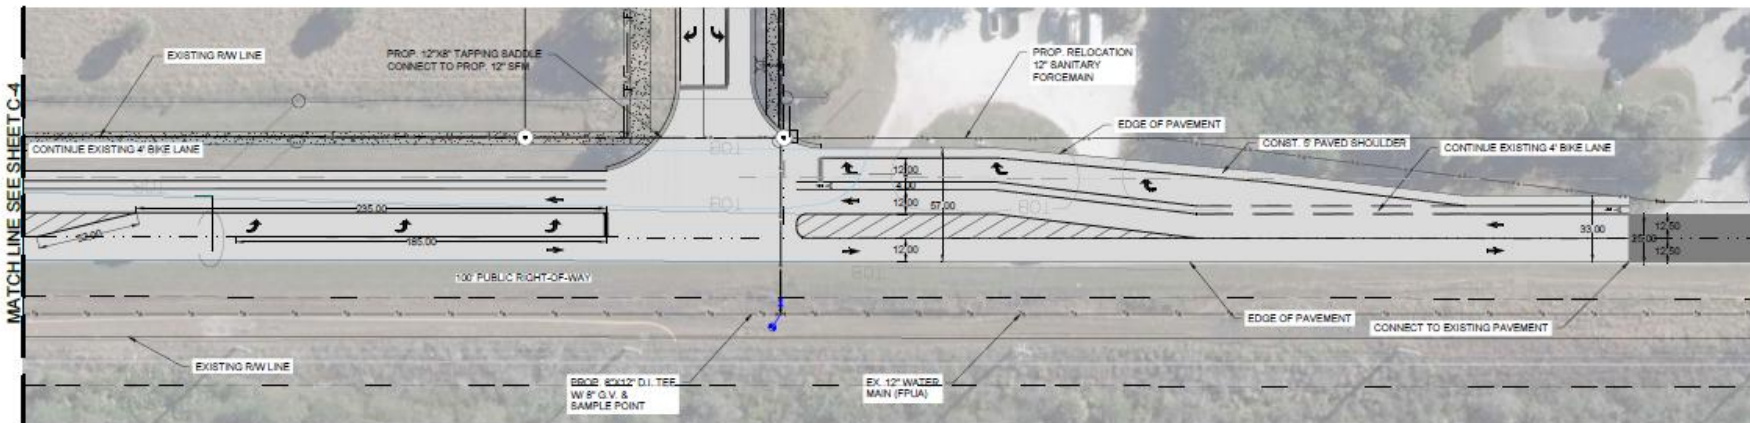 MATCH LINE SEE SHEET C-4
EXISTING R/W LINE
PROP. 12"X8" TAPPING SADDLE
CONNECT TO PROP. 12" SFM
PROP. RELOCATION
12" SANITARY
FORCEMAIN
EDGE OF PAVEMENT
CONST. 5' PAVED SHOULDER
CONTINUE EXISTING 4' BIKE LANE
CONTINUE EXISTING 4' BIKE LANE
12.00
4.00
12.00
57.00
12.00
235.00
185.00
33.00
25.00
12.50
12.50
100' PUBLIC RIGHT-OF-WAY
EDGE OF PAVEMENT
CONNECT TO EXISTING PAVEMENT
EXISTING R/W LINE
PROP. 8"X12" D.I. TEE
W/ 8" G.V. &
SAMPLE POINT
EX. 12" WATER
MAIN (FPUA)